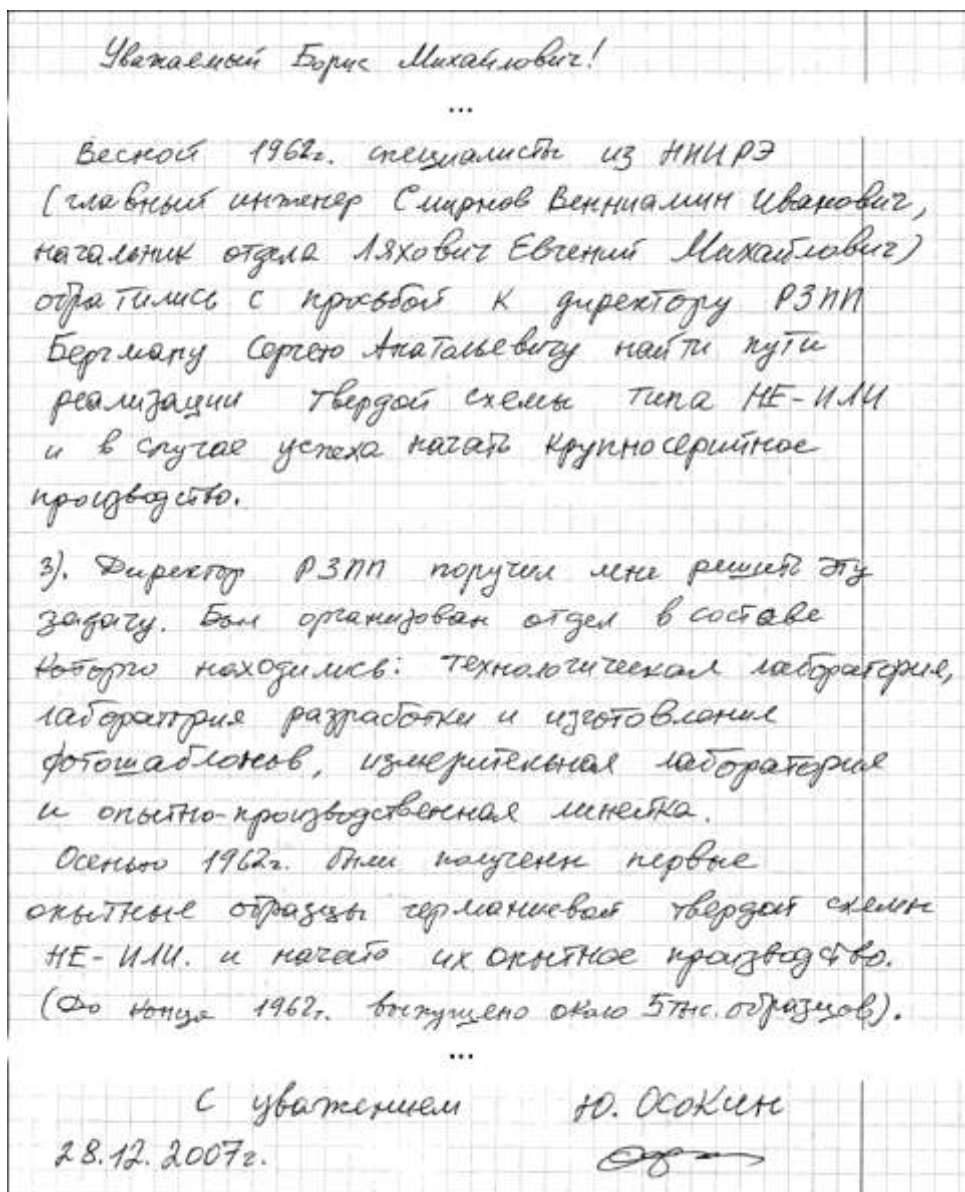 Уважаемый Борис Михайлович!
...
Весной 1962г. специалисты из НИИРЭ
(главный инженер Смирнов Венниамин Иванович,
начальник отдела Ляхович Евгений Михайлович)
обратились с просьбой к директору РЗПП
Бергману Сергею Анатольевичу найти пути
реализации твердой схемы типа НЕ-ИЛИ
и в случае успеха начать крупносерийное
производство.
3). Директор РЗПП поручил мне решить эту
задачу. Был организован отдел в составе
которго находились: технологическая лаборатория,
лаборатория разработки и изготовления
фотошаблонов, измерительная лаборатория
и опытно-производственная линейка.
Осенью 1962г. были получены первые
опытные образцы германиевой твердой схемы
НЕ-ИЛИ. и начато их опытное производство.
(До конца 1962г. выпущено около 5тыс. образцов).
...
С уважением Ю. Осокин
28.12.2007г.